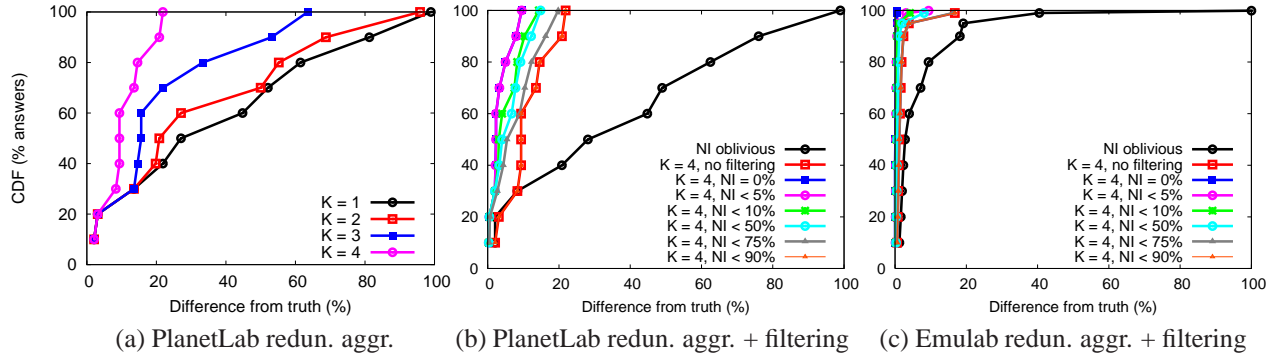 CDF (% answers)
100
80
60
40
20
0
K = 1
K = 2
K = 3
K = 4
0 20 40 60 80 100
Difference from truth (%)
(a) PlanetLab redun. aggr.
100
80
60
40
20
0
NI oblivious
K = 4, no filtering
K = 4, NI = 0%
K = 4, NI < 5%
K = 4, NI < 10%
K = 4, NI < 50%
K = 4, NI < 75%
K = 4, NI < 90%
0 20 40 60 80 100
Difference from truth (%)
(b) PlanetLab redun. aggr. + filtering
100
80
60
40
20
0
NI oblivious
K = 4, no filtering
K = 4, NI = 0%
K = 4, NI < 5%
K = 4, NI < 10%
K = 4, NI < 50%
K = 4, NI < 75%
K = 4, NI < 90%
0 20 40 60 80 100
Difference from truth (%)
(c) Emulab redun. aggr. + filtering